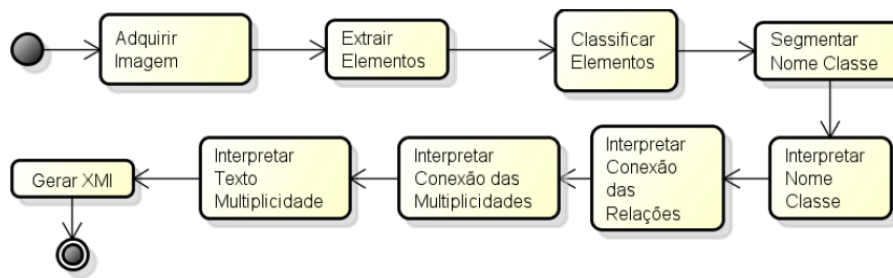 Adquirir
Imagem
Extrair
Elementos
Classificar
Elementos
Segmentar
Nome Classe
Interpretar
Nome
Classe
Interpretar
Conexão
das
Relações
Interpretar
Conexão das
Multiplicidades
Interpretar
Texto
Multiplicidade
Gerar XMI